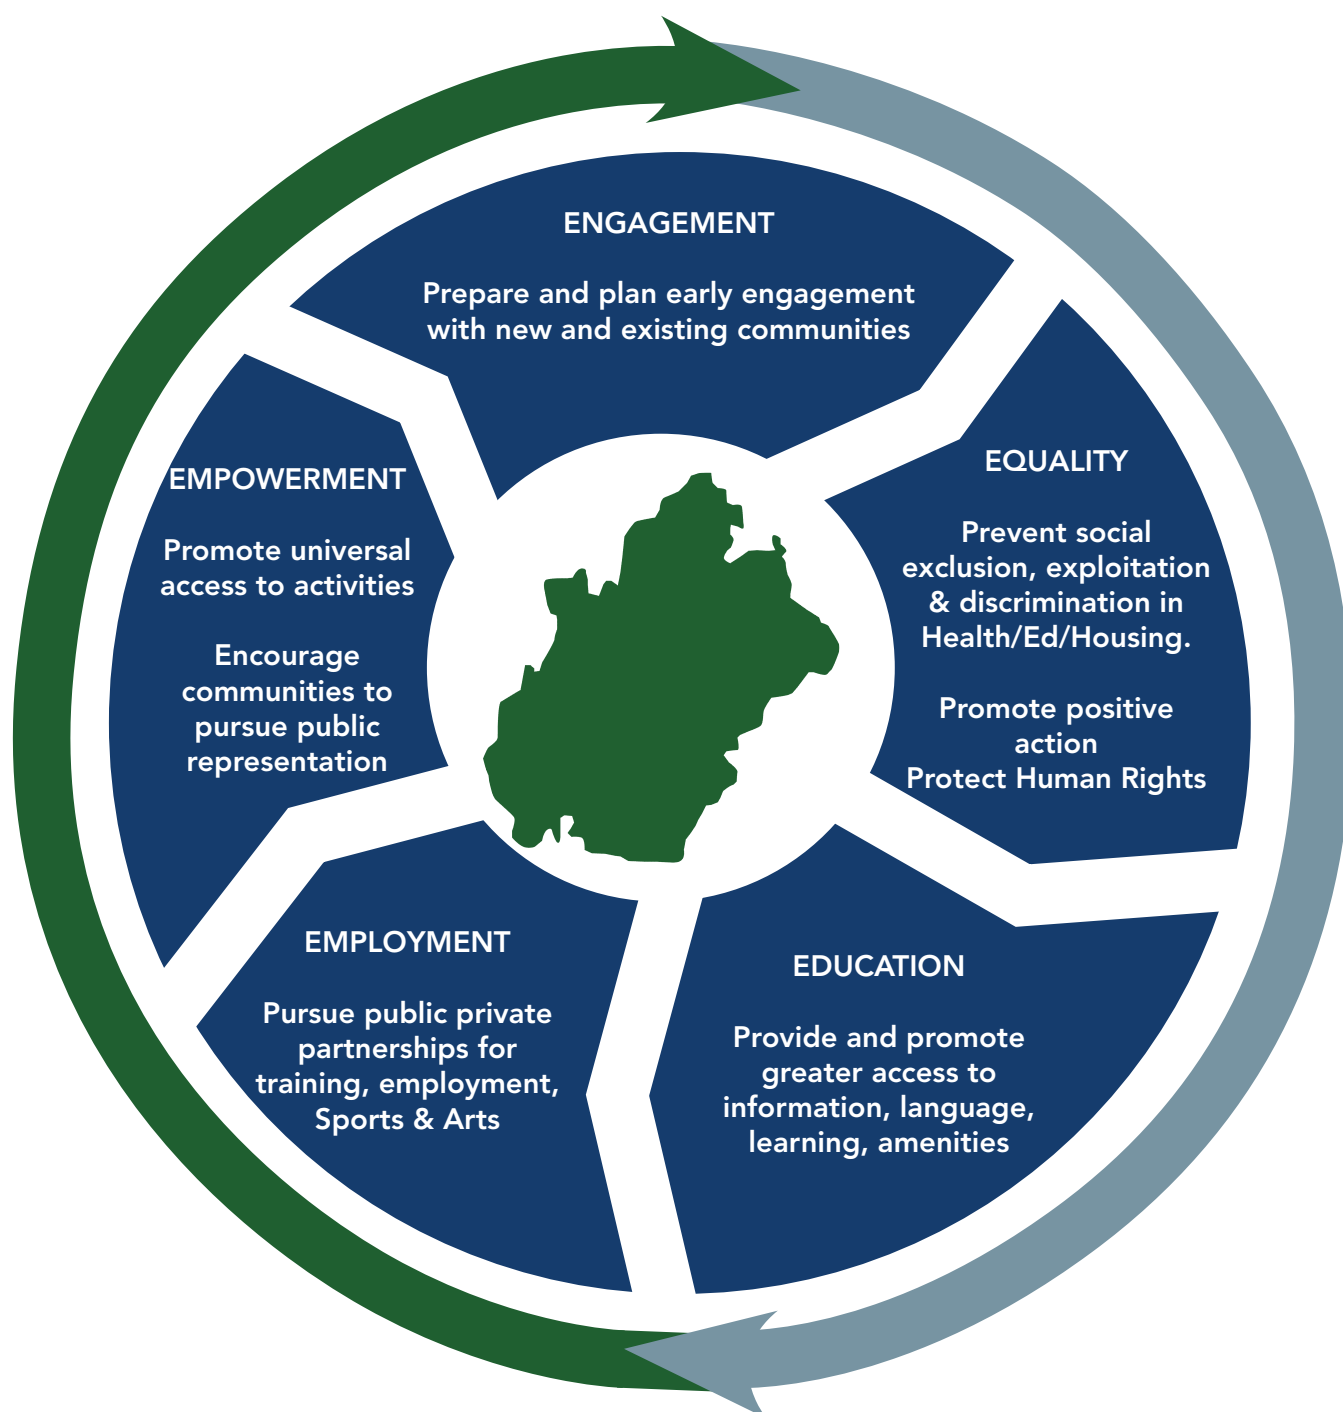 ENGAGEMENT
Prepare and plan early engagement
with new and existing communities
EQUALITY
Prevent social
exclusion, exploitation
& discrimination in
Health/Ed/Housing.
Promote positive
action
Protect Human Rights
EDUCATION
Provide and promote
greater access to
information, language,
learning, amenities
EMPLOYMENT
Pursue public private
partnerships for
training, employment,
Sports & Arts
EMPOWERMENT
Promote universal
access to activities
Encourage
communities to
pursue public
representation